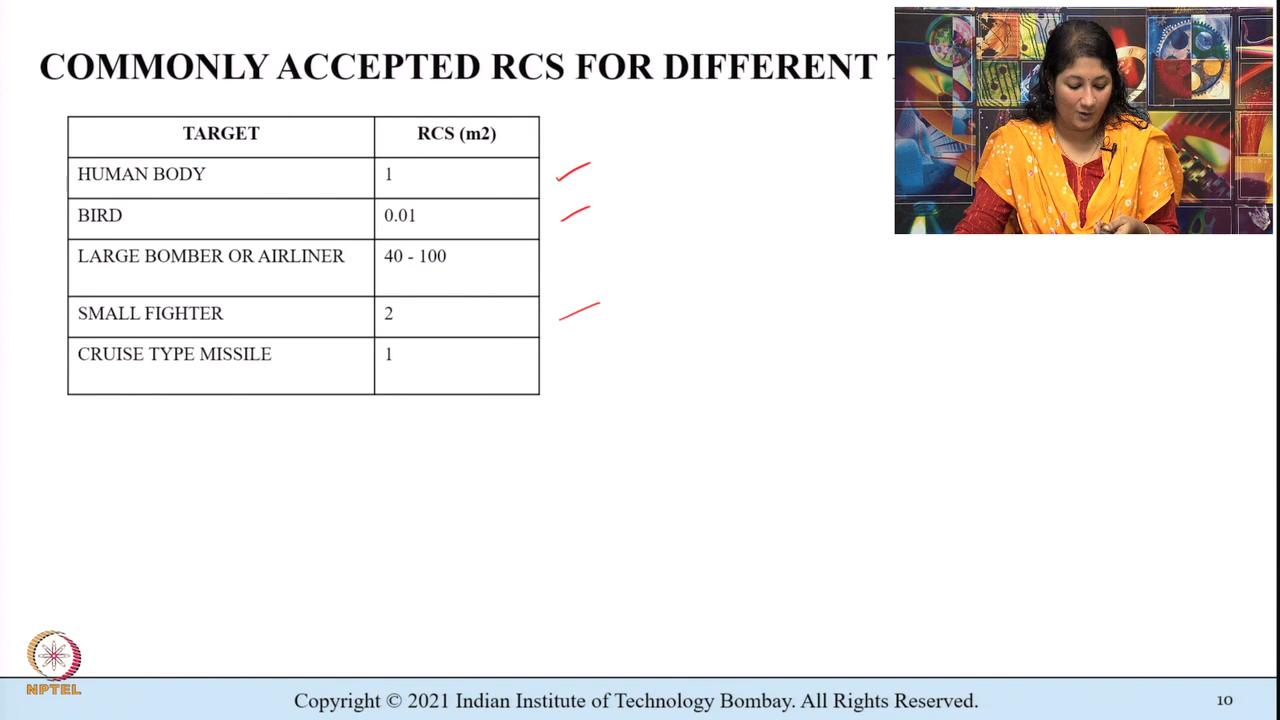 COMMONLY ACCEPTED RCS FOR DIFFERENT
TARGET RCS (m2)
HUMAN BODY 1
BIRD 0.01
LARGE BOMBER OR AIRLINER 40 - 100
SMALL FIGHTER 2
CRUISE TYPE MISSILE 1
NPTEL
Copyright © 2021 Indian Institute of Technology Bombay. All Rights Reserved. 10